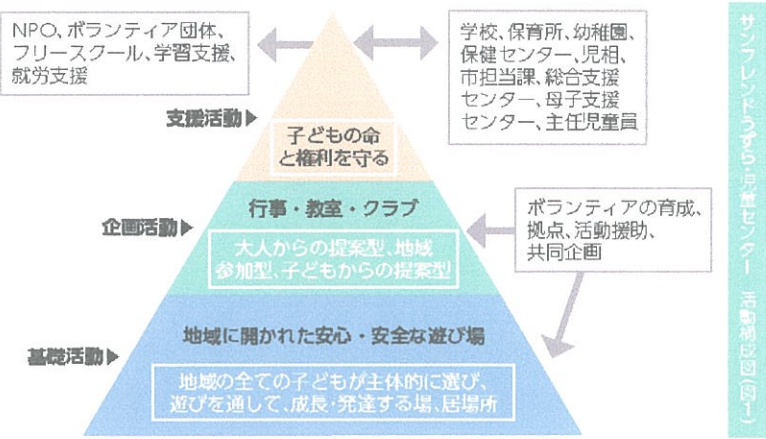 NPO、ボランティア団体、
フリースクール、学習支援、
就労支援
学校、保育所、幼稚園、
保健センター、児相、
市担当課、総合支援
センター、母子支援
センター、主任児童員
支援活動▶
子どもの命
と権利を守る
企画活動▶
行事・教室・クラブ
大人からの提案型、地域
参加型、子どもからの提案型
ボランティアの育成、
拠点、活動援助、
共同企画
基礎活動▶
地域に開かれた安心・安全な遊び場
地域の全ての子どもが主体的に選び、
遊びを通して、成長・発達する場、居場所
サンフレンドうずら・児童センター 活動構成図(図1)